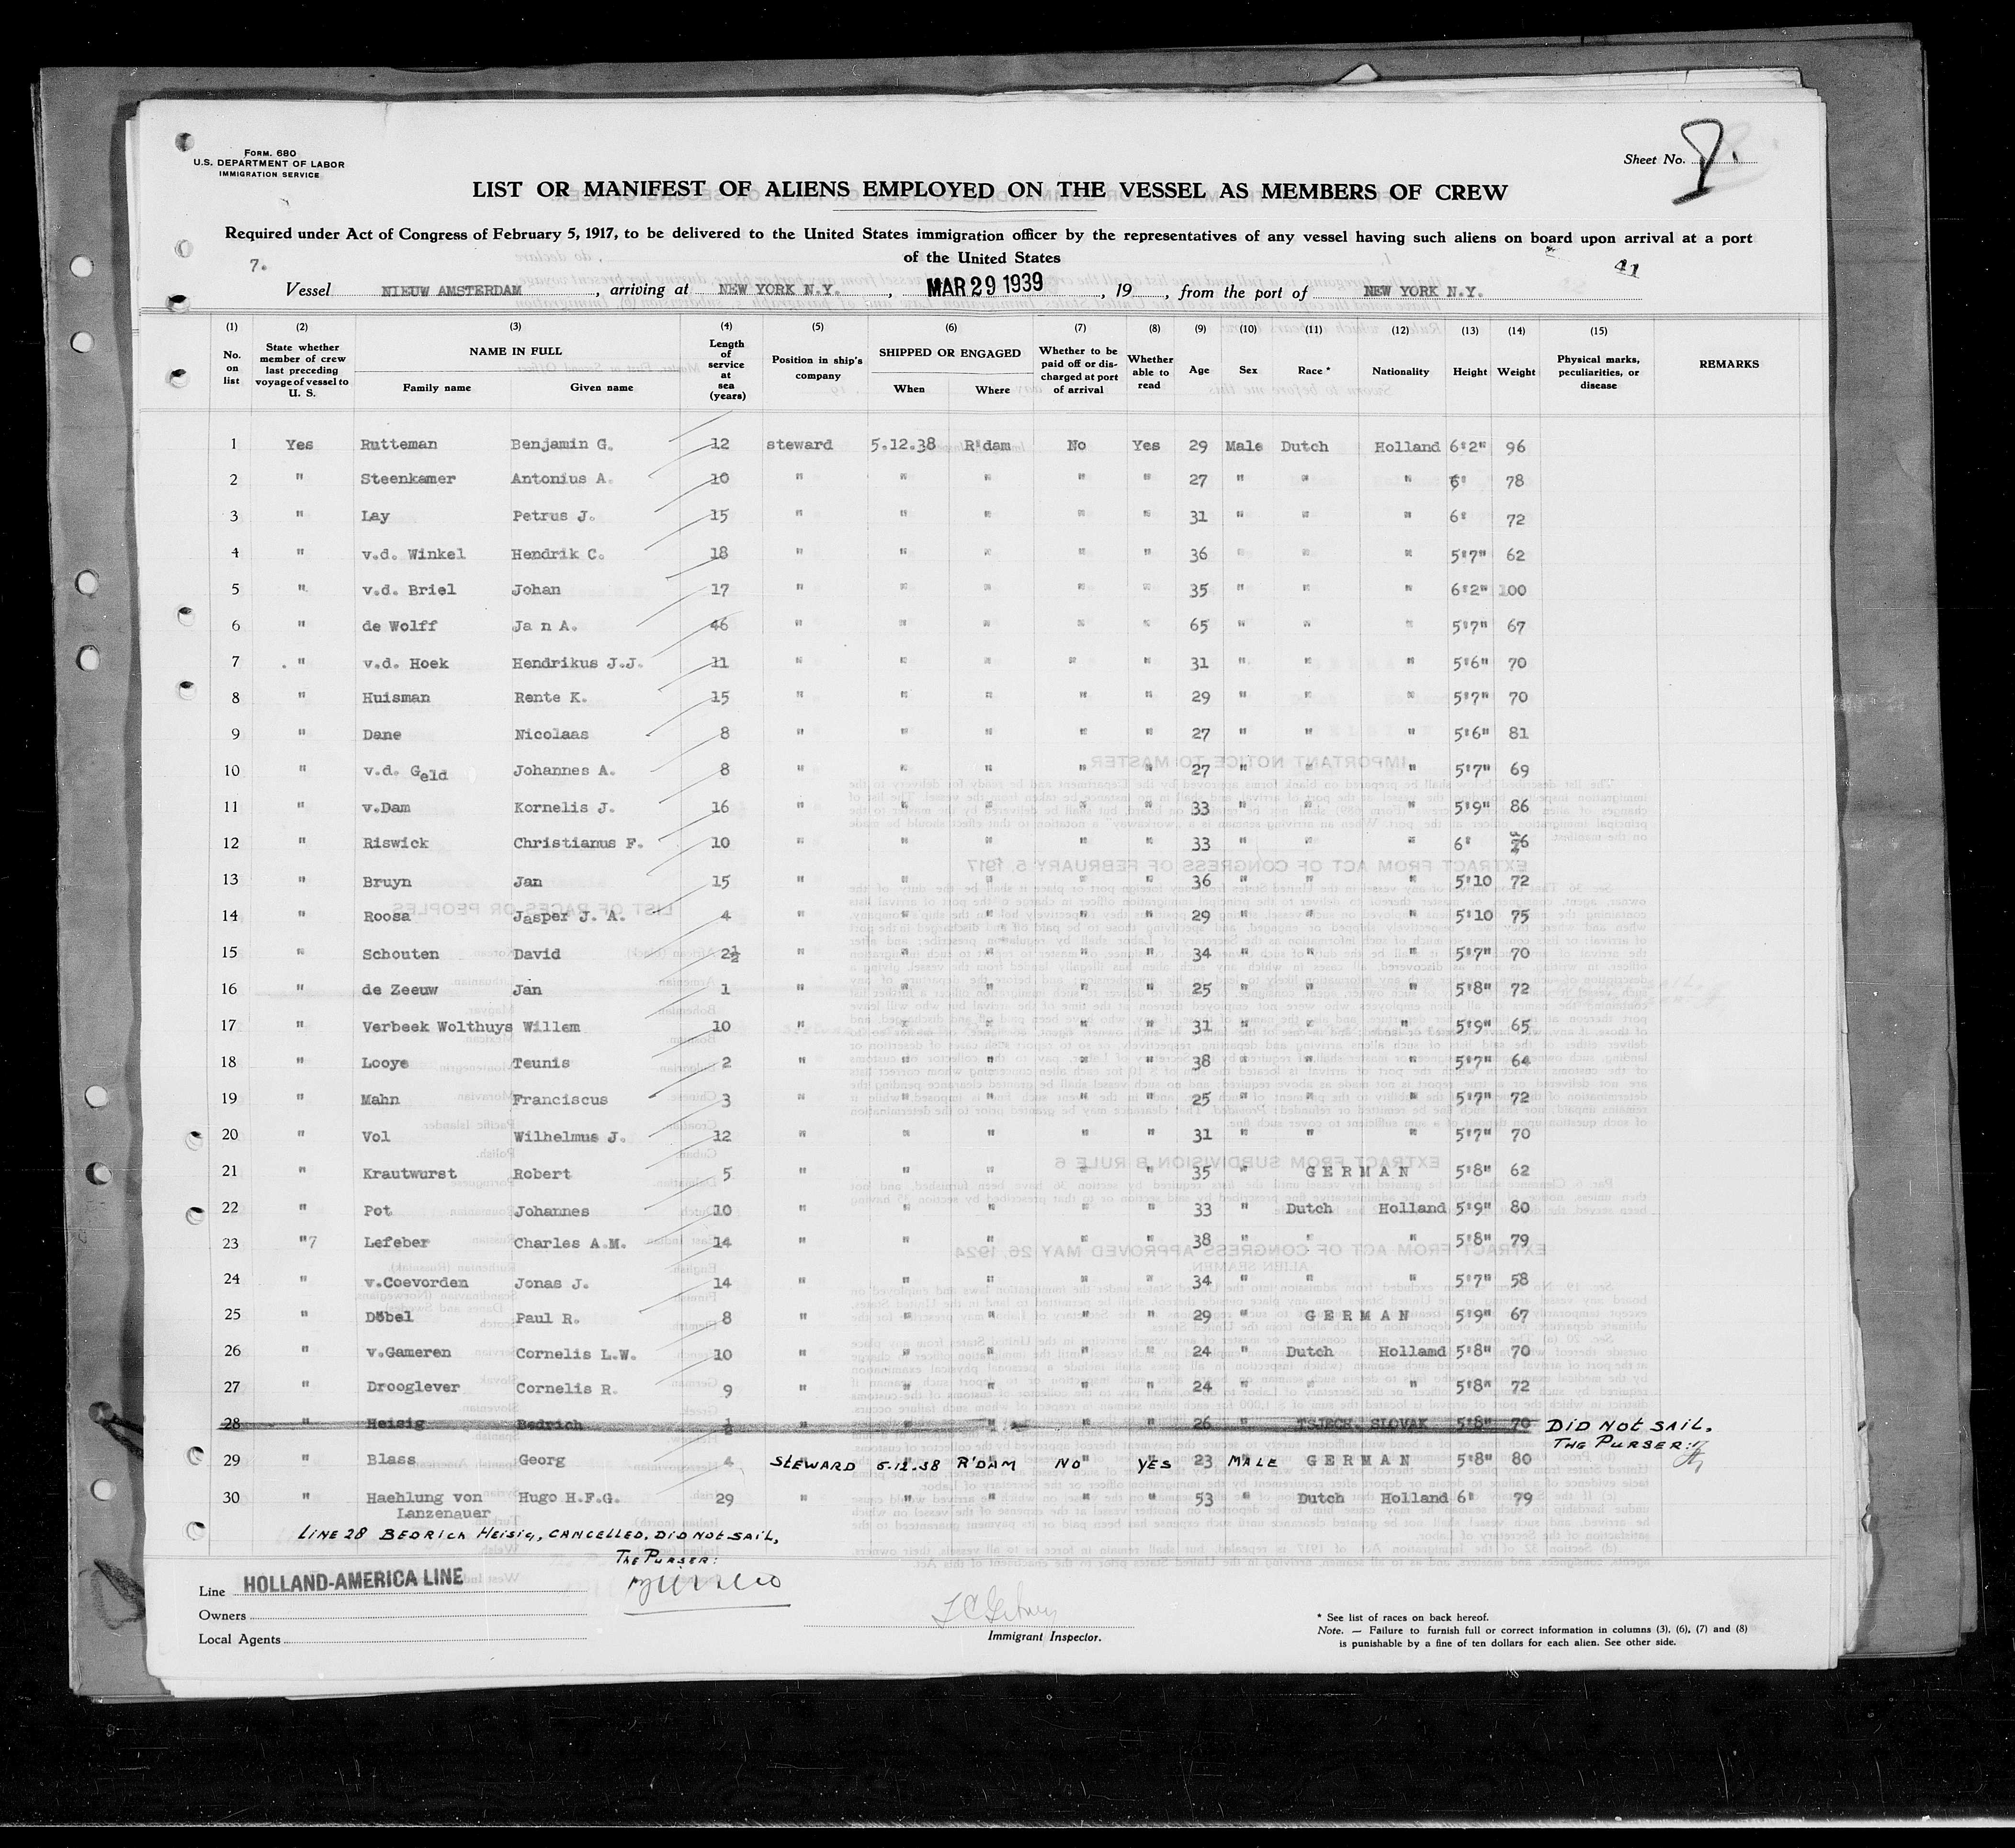 FORM. 680
U.S. DEPARTMENT OF LABOR
IMMIGRATION SERVICE
Sheet No.
LIST OR MANIFEST OF ALIENS EMPLOYED ON THE VESSEL AS MEMBERS OF CREW
Required under Act of Congress of February 5, 1917, to be delivered to the United States immigration officer by the representatives of any vessel having such aliens on board upon arrival at a port
of the United States
7.
41
Vessel NIEUW AMSTERDAM, arriving at NEW YORK N.Y., MAR 29 1939, 19 , from the port of NEW YORK N.Y.
(1) (2) (3) (4) (5) (6) (7) (8) (9) (10) (11) (12) (13) (14) (15)
No. on list
State whether member of crew last preceding voyage of vessel to U. S.
NAME IN FULL
Family name Given name
Length of service at sea (years)
Position in ship's company
SHIPPED OR ENGAGED
When Where
Whether to be paid off or discharged at port of arrival
Whether able to read
Age Sex Race * Nationality Height Weight
Physical marks, peculiarities, or disease
REMARKS
1 Yes Rutteman Benjamin G. 12 steward 5.12.38 R'dam No Yes 29 Male Dutch Holland 6'2" 96
2 " Steenkamer Antonius A. 10 " " " " " 27 " " " 6' 78
3 " Lay Petrus J. 15 " " " " " 31 " " " 6' 72
4 " v.d. Winkel Hendrik C. 18 " " " " " 36 " " " 5'7" 62
5 " v.d. Briel Johan 17 " " " " " 35 " " " 6'2" 100
6 " de Wolff Ja n A. 46 " " " " " 65 " " " 5'7" 67
7 " v.d. Hoek Hendrikus J.J. 11 " " " " " 31 " " " 5'6" 70
8 " Huisman Rente K. 15 " " " " " 29 " " " 5'7" 70
9 " Dane Nicolaas 8 " " " " " 27 " " " 5'6" 81
10 " v.d. Geld Johannes A. 8 " " " " " 27 " " " 5'7" 69
11 " v.Dam Kornelis J. 16 " " " " " 33 " " " 5'9" 86
12 " Riswick Christianus F. 10 " " " " " 33 " " " 6'
13 " Bruyn Jan 15 " " " " " 36 " " " 5'10 72
14 " Roosa Jasper J. A. 4 " " " " " 29 " " " 5'10 75
15 " Schouten David 2½ " " " " " 34 " " " 5'7" 70
16 " de Zeeuw Jan 1 " " " " " 25 " " " 5'8" 72
17 " Verbeek Wolthuys Willem 10 " " " " " 31 " " " 5'9" 65
18 " Looye Teunis 2 " " " " " 38 " " " 5'7" 64
19 " Mahn Franciscus 3 " " " " " 25 " " " 5'7" 72
20 " Vol Wilhelmus J. 12 " " " " " 31 " " " 5'7" 70
21 " Krautwurst Robert 5 " " " " " 35 " GERMAN 5'8" 62
22 " Pot Johannes 10 " " " " " 33 " Dutch Holland 5'9" 80
23 "7 Lefeber Charles A.M. 14 " " " " " 38 " " " 5'8" 79
24 " v.Coevorden Jonas J. 14 " " " " " 34 " " " 5'7" 58
25 " Döbel Paul R. 8 " " " " " 29 " GERMAN 5'9" 67
26 " v.Gameren Cornelis L.W. 10 " " " " " 24 " Dutch Holland 5'8" 70
27 " Drooglever Cornelis R. 9 " " " " " 24 " " " 5'8" 72
28 " Heisig Bedrich ½ " " " " " 26 " TSJECH. SLOVAK 5'8" 70 DID NOT SAIL.
THE PURSER:
29 " Blass Georg 4 STEWARD 5.12.38 R'DAM NO YES 23 MALE GERMAN 5'8" 80
30 " Haehlung von Lanzenauer Hugo H.F.G. 29 " " " " " 53 " Dutch Holland 6' 79
LINE 28 BEDRICH HEISIG, CANCELLED, DID NOT SAIL,
THE PURSER:
Line HOLLAND-AMERICA LINE
Owners
Local Agents
Immigrant Inspector.
* See list of races on back hereof.
Note. — Failure to furnish full or correct information in columns (3), (6), (7) and (8)
is punishable by a fine of ten dollars for each alien. See other side.